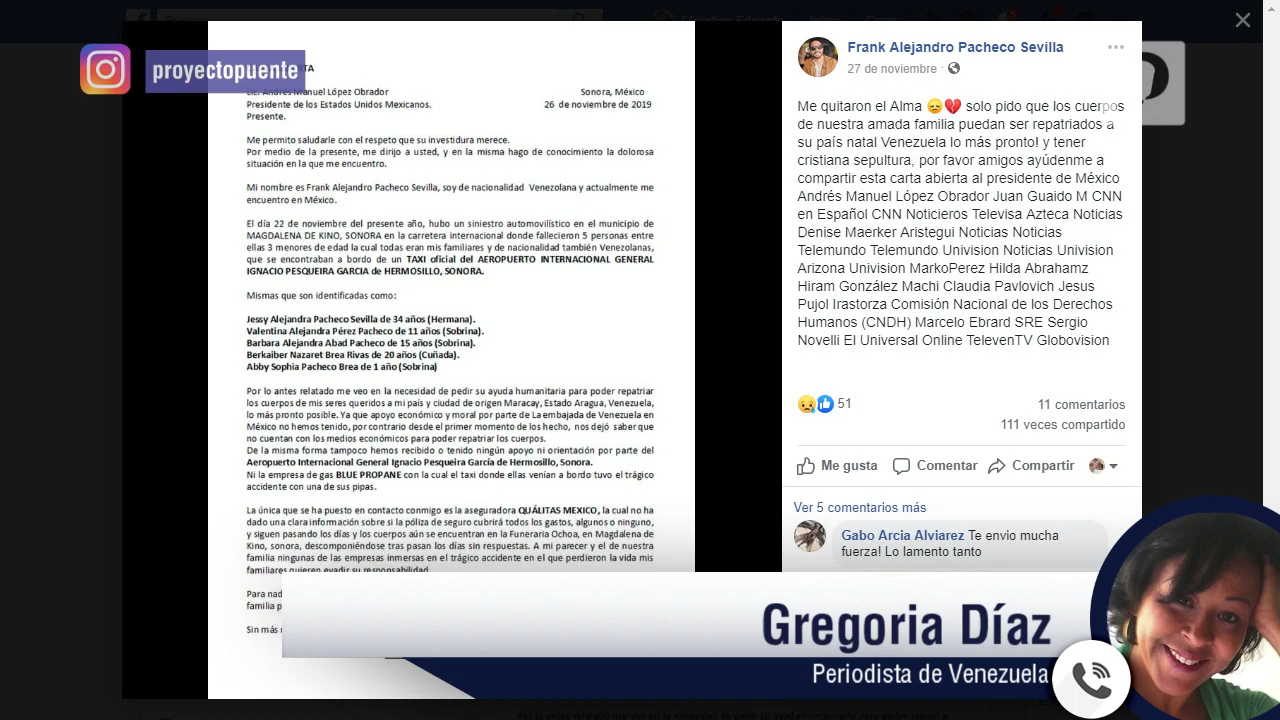 proyectopuente
TA
Lic. Andrés Manuel López Obrador
Sonora, México
Presidente de los Estados Unidos Mexicanos.
26 de noviembre de 2019
Presente.
Me permito saludarle con el respeto que su investidura merece.
Por medio de la presente, me dirijo a usted, y en la misma hago de conocimiento la dolorosa
situación en la que me encuentro.
Mi nombre es Frank Alejandro Pacheco Sevilla, soy de nacionalidad Venezolana y actualmente me
encuentro en México.
El día 22 de noviembre del presente año, hubo un siniestro automovilístico en el municipio de
MAGDALENA DE KINO, SONORA en la carretera internacional donde fallecieron 5 personas entre
ellas 3 menores de edad la cual todas eran mis familiares y de nacionalidad también Venezolanas,
que se encontraban a bordo de un TAXI oficial del AEROPUERTO INTERNACIONAL GENERAL
IGNACIO PESQUEIRA GARCIA de HERMOSILLO, SONORA.
Mismas que son identificadas como:
Jessy Alejandra Pacheco Sevilla de 34 años (Hermana).
Valentina Alejandra Pérez Pacheco de 11 años (Sobrina).
Barbara Alejandra Abad Pacheco de 15 años (Sobrina).
Berkaiber Nazaret Brea Rivas de 20 años (Cuñada).
Abby Sophia Pacheco Brea de 1 año (Sobrina)
Por lo antes relatado me veo en la necesidad de pedir su ayuda humanitaria para poder repatriar
los cuerpos de mis seres queridos a mi país y ciudad de origen Maracay, Estado Aragua, Venezuela,
lo más pronto posible. Ya que apoyo económico y moral por parte de La embajada de Venezuela en
México no hemos tenido, por contrario desde el primer momento de los hecho, nos dejó saber que
no cuentan con los medios económicos para poder repatriar los cuerpos.
De la misma forma tampoco hemos recibido o tenido ningún apoyo ni orientación por parte del
Aeropuerto Internacional General Ignacio Pesqueira García de Hermosillo, Sonora.
Ni la empresa de gas BLUE PROPANE con la cual el taxi donde ellas venían a bordo tuvo el trágico
accidente con una de sus pipas.
La única que se ha puesto en contacto conmigo es la aseguradora QUÁLITAS MEXICO, la cual no ha
dado una clara información sobre si la póliza de seguro cubrirá todos los gastos, algunos o ninguno,
y siguen pasando los días y los cuerpos aún se encuentran en la Funeraria Ochoa, en Magdalena de
Kino, sonora, descomponiéndose tras pasan los días sin respuestas. A mi parecer y el de nuestra
familia ningunas de las empresas inmersas en el trágico accidente en el que perdieron la vida mis
familiares quieren evadir su responsabilidad.
Para nad
familia p
Sin más
Frank Alejandro Pacheco Sevilla
27 de noviembre ·
Me quitaron el Alma 😞💔 solo pido que los cuerpos
de nuestra amada familia puedan ser repatriados a
su país natal Venezuela lo más pronto! y tener
cristiana sepultura, por favor amigos ayúdenme a
compartir esta carta abierta al presidente de México
Andrés Manuel López Obrador Juan Guaido M CNN
en Español CNN Noticieros Televisa Azteca Noticias
Denise Maerker Aristegui Noticias Noticias
Telemundo Telemundo Univision Noticias Univision
Arizona Univision MarkoPerez Hilda Abrahamz
Hiram González Machi Claudia Pavlovich Jesus
Pujol Irastorza Comisión Nacional de los Derechos
Humanos (CNDH) Marcelo Ebrard SRE Sergio
Novelli El Universal Online TelevenTV Globovision
51
11 comentarios
111 veces compartido
Me gusta
Comentar
Compartir
Ver 5 comentarios más
Gabo Arcia Alviarez Te envio mucha
fuerza! Lo lamento tanto
Gregoria Díaz
Periodista de Venezuela